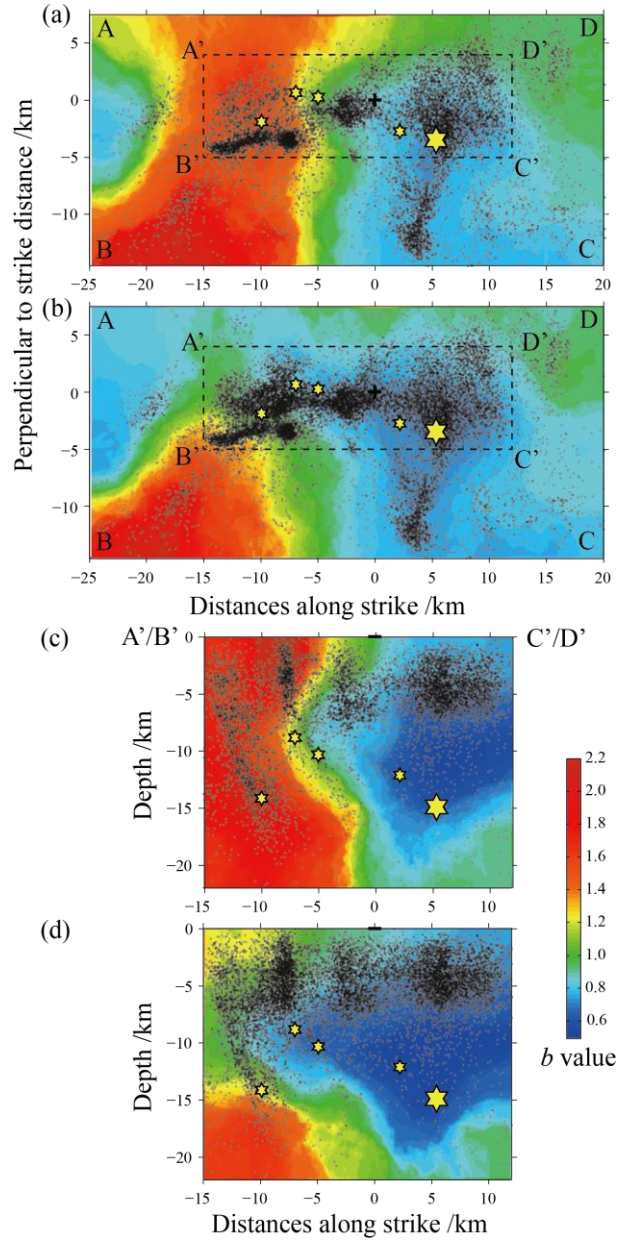 (a)
A D
A' D'
B' C'
B C
5
0
−5
−10
−25 −20 −15 −10 −5 0 5 10 15 20
(b)
A D
A' D'
B' C'
B C
5
0
−5
−10
−25 −20 −15 −10 −5 0 5 10 15 20
Perpendicular to strike distance /km
Distances along strike /km
(c)
A'/B' C'/D'
0
−5
−10
−15
−20
Depth /km
−15 −10 −5 0 5 10
(d)
0
−5
−10
−15
−20
Depth /km
−15 −10 −5 0 5 10
Distances along strike /km
2.2
2.0
1.8
1.6
1.4
1.2
1.0
0.8
0.6
b value